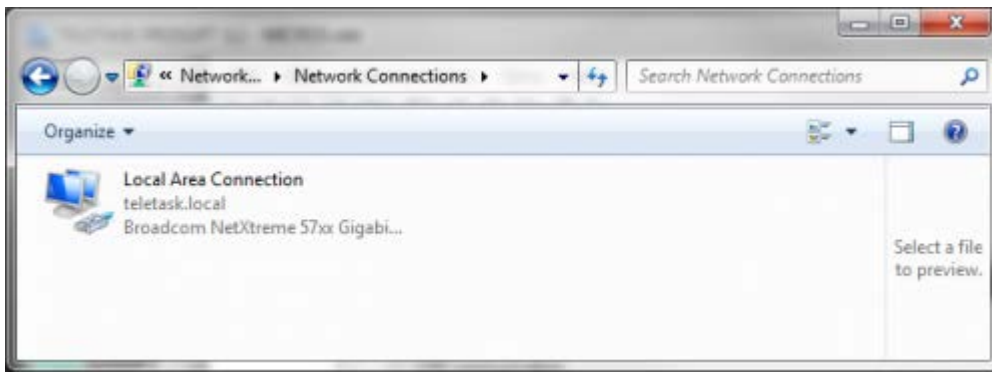 « Network... ▸ Network Connections ▸
Search Network Connections
Organize
Local Area Connection
teletask.local
Broadcom NetXtreme 57xx Gigabi...
Select a file
to preview.